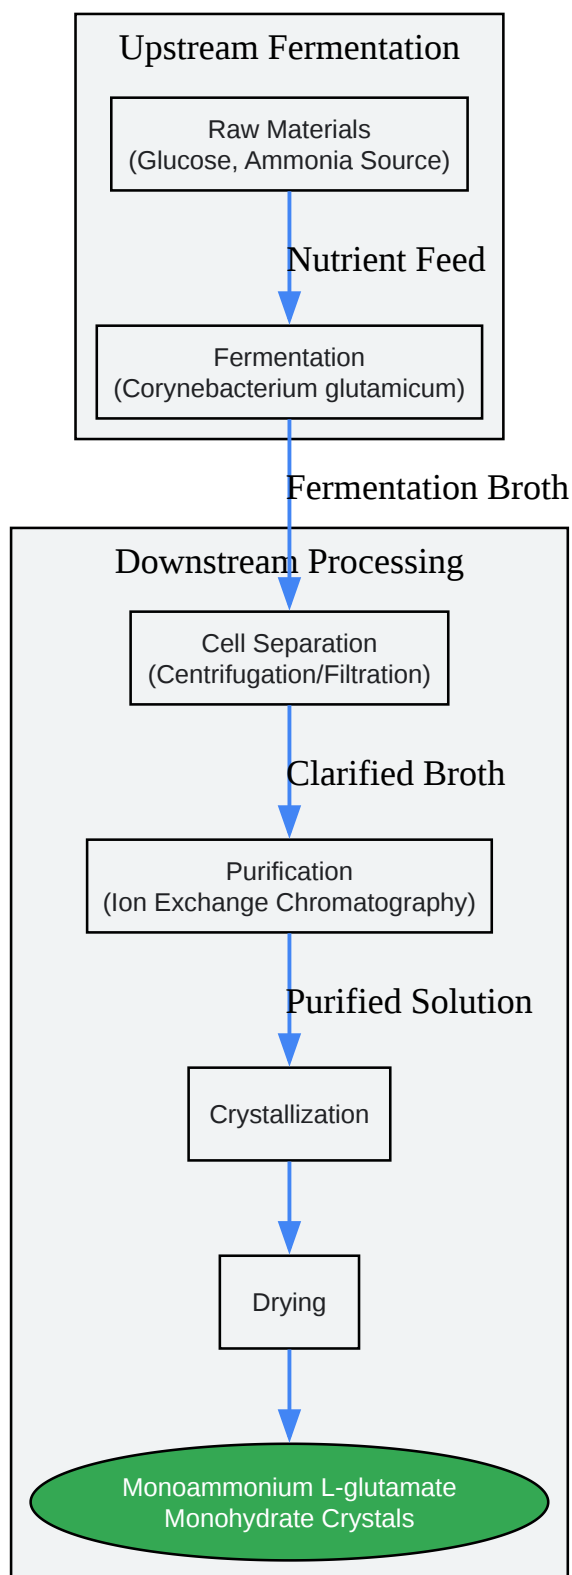 Upstream Fermentation
Raw Materials
(Glucose, Ammonia Source)
Nutrient Feed
Fermentation
(Corynebacterium glutamicum)
Fermentation Broth
Downstream Processing
Cell Separation
(Centrifugation/Filtration)
Clarified Broth
Purification
(Ion Exchange Chromatography)
Purified Solution
Crystallization
Drying
Monoammonium L-glutamate
Monohydrate Crystals